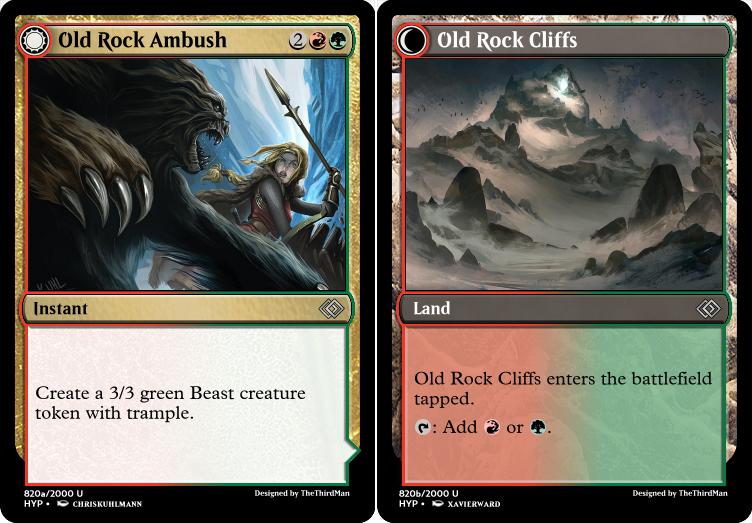 Old Rock Ambush 2
Instant
Create a 3/3 green Beast creature
token with trample.
820a/2000 U
HYP • CHRISKUHLMANN
Designed by TheThirdMan
Old Rock Cliffs
Land
Old Rock Cliffs enters the battlefield
tapped.
: Add or .
820b/2000 U
HYP • XAVIERWARD
Designed by TheThirdMan